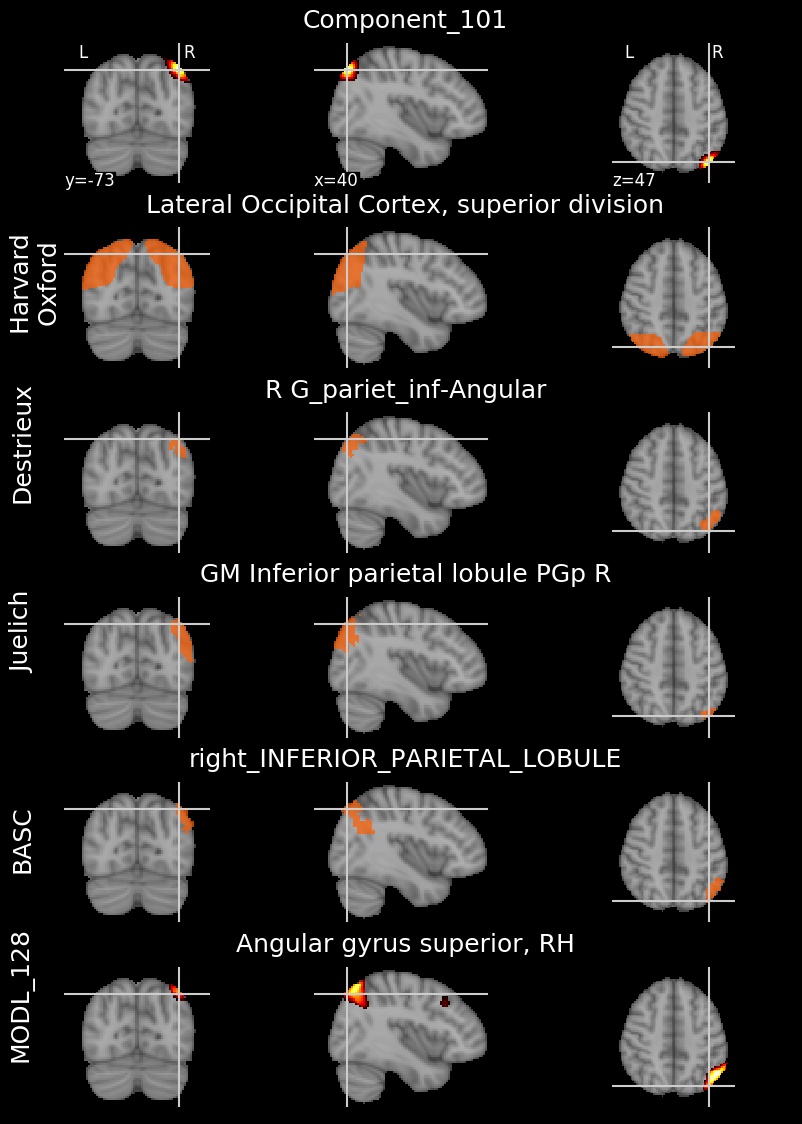 Component_101
L R
L R
y=-73
x=40
z=47
Lateral Occipital Cortex, superior division
Harvard
Oxford
R G_pariet_inf-Angular
Destrieux
GM Inferior parietal lobule PGp R
Juelich
right_INFERIOR_PARIETAL_LOBULE
BASC
Angular gyrus superior, RH
MODL_128